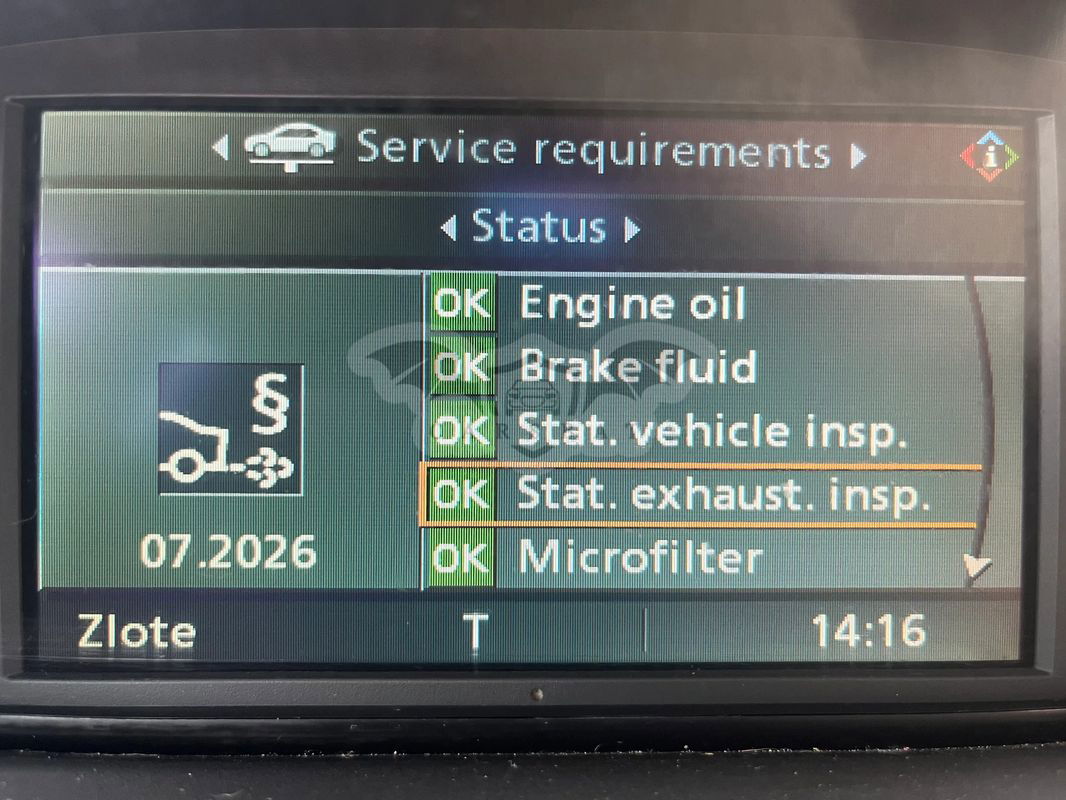 Service requirements
i
Status
OK Engine oil
OK Brake fluid
OK Stat. vehicle insp.
OK Stat. exhaust. insp.
OK Microfilter
§
07.2026
Zlote T 14:16